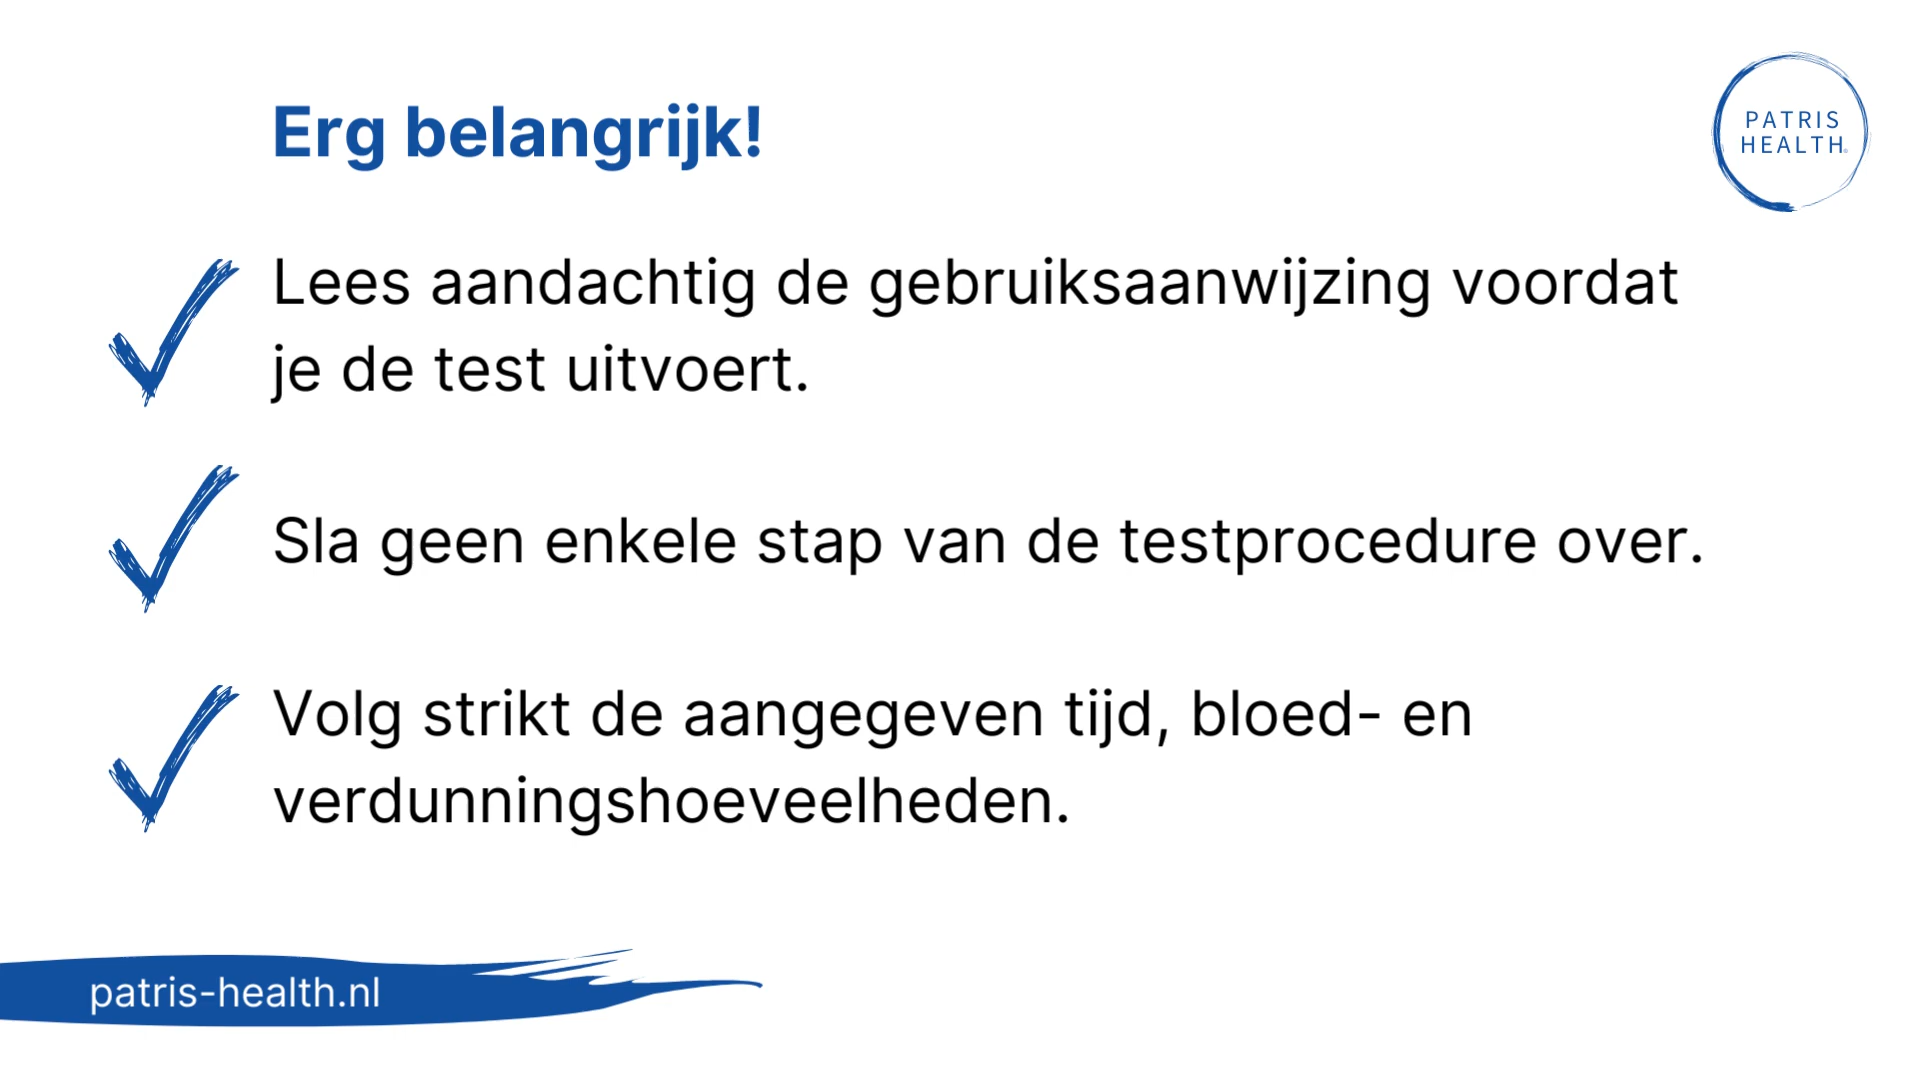 Erg belangrijk!
PATRIS
HEALTH
Lees aandachtig de gebruiksaanwijzing voordat
je de test uitvoert.
Sla geen enkele stap van de testprocedure over.
Volg strikt de aangegeven tijd, bloed- en
verdunningshoeveelheden.
patris-health.nl